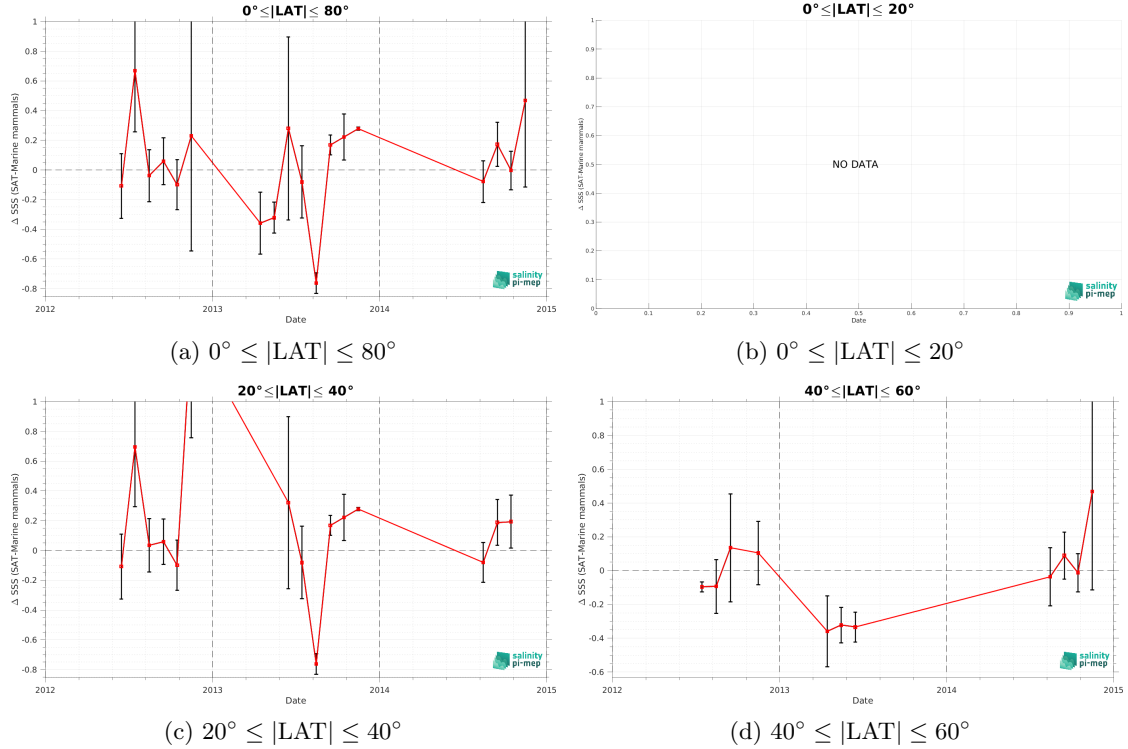 0°≤|LAT|≤ 80°
Δ SSS (SAT-Marine mammals)
1
0.8
0.6
0.4
0.2
0
-0.2
-0.4
-0.6
-0.8
2012
2013
2014
2015
Date
salinity
pi-mep
(a) 0° ≤ |LAT| ≤ 80°
0°≤|LAT|≤ 20°
Δ SSS (SAT-Marine mammals)
1
0.9
0.8
0.7
0.6
0.5
0.4
0.3
0.2
0.1
0
NO DATA
0
0.1
0.2
0.3
0.4
0.5
0.6
0.7
0.8
0.9
1
Date
salinity
pi-mep
(b) 0° ≤ |LAT| ≤ 20°
20°≤|LAT|≤ 40°
Δ SSS (SAT-Marine mammals)
1
0.8
0.6
0.4
0.2
0
-0.2
-0.4
-0.6
-0.8
2012
2013
2014
2015
Date
salinity
pi-mep
(c) 20° ≤ |LAT| ≤ 40°
40°≤|LAT|≤ 60°
Δ SSS (SAT-Marine mammals)
1
0.8
0.6
0.4
0.2
0
-0.2
-0.4
-0.6
2012
2013
2014
2015
Date
salinity
pi-mep
(d) 40° ≤ |LAT| ≤ 60°